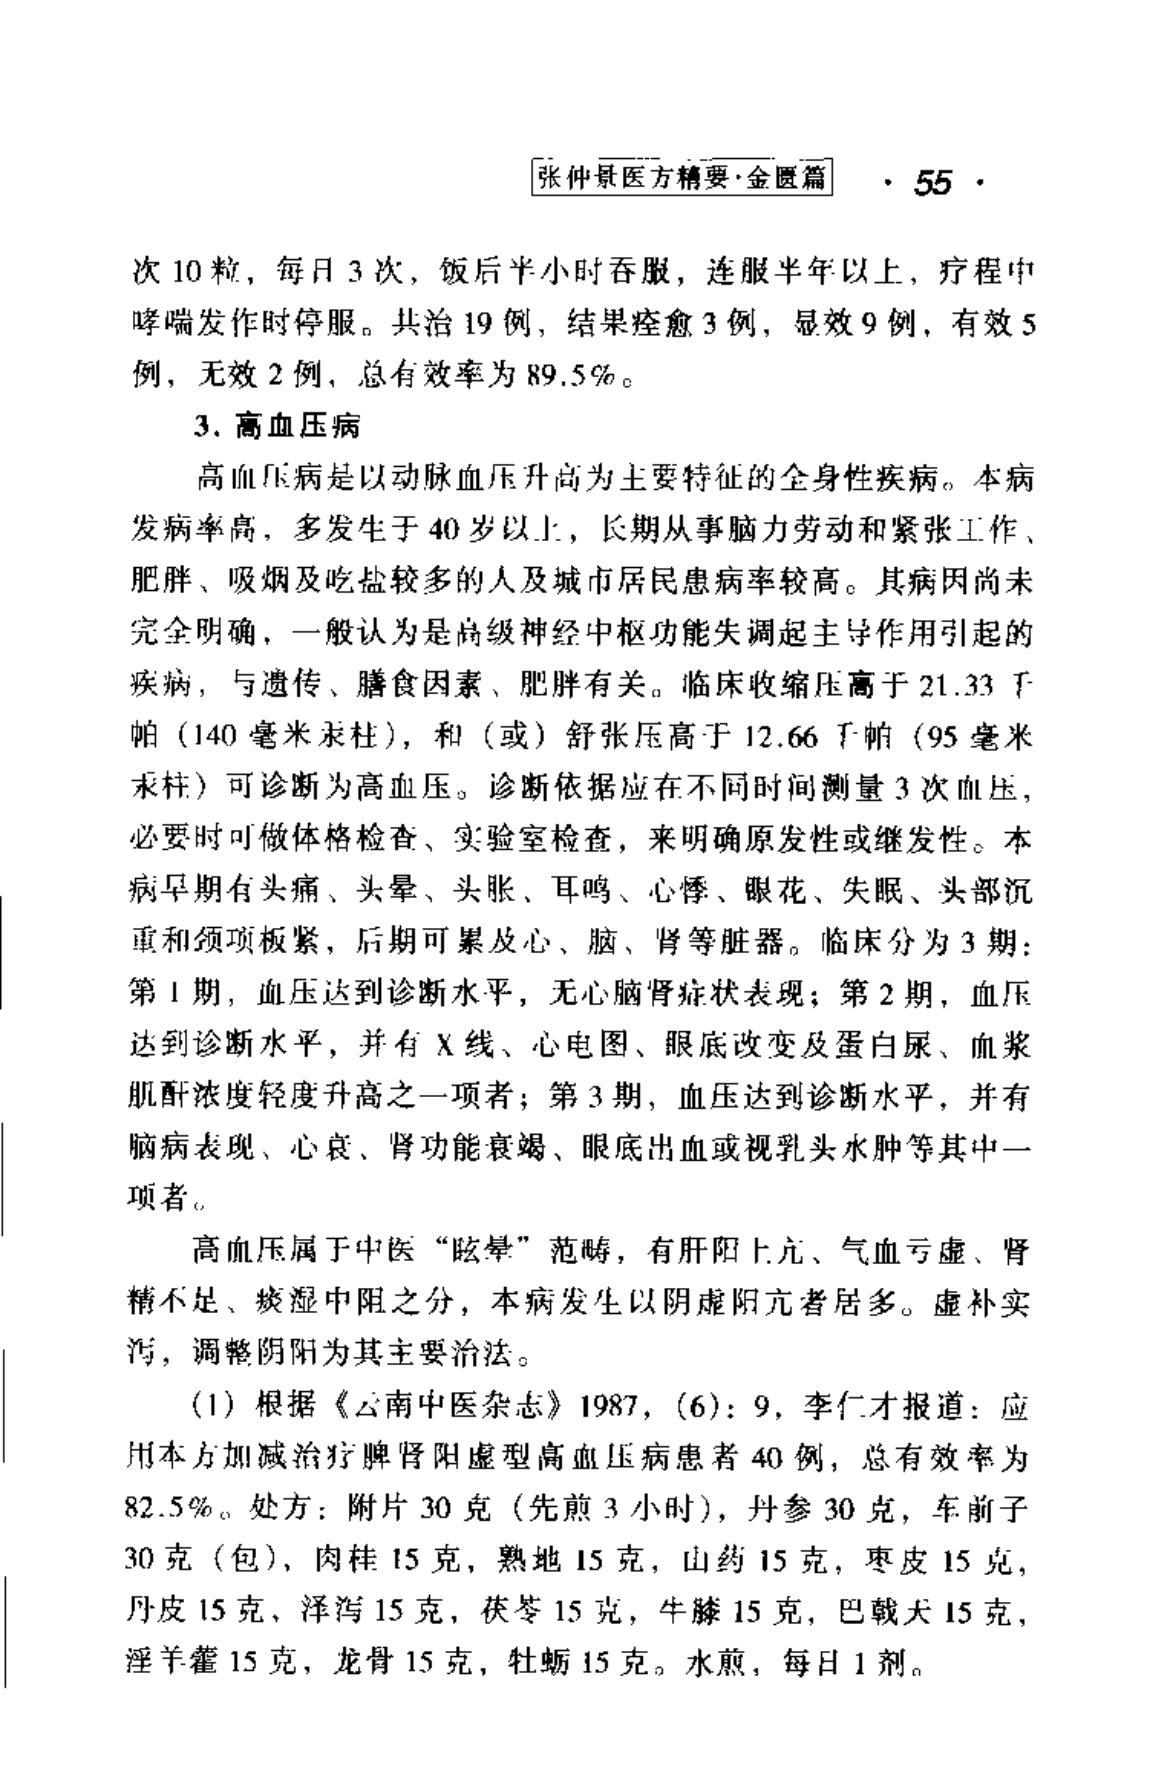 张仲景医方精要·金匮篇 · 55 ·
次 10 粒，每日 3 次，饭后半小时吞服，连服半年以上，疗程中
哮喘发作时停服。共治 19 例，结果痊愈 3 例，显效 9 例，有效 5
例，无效 2 例，总有效率为 89.5%。
3. 高血压病
高血压病是以动脉血压升高为主要特征的全身性疾病。本病
发病率高，多发生于 40 岁以上，长期从事脑力劳动和紧张工作、
肥胖、吸烟及吃盐较多的人及城市居民患病率较高。其病因尚未
完全明确，一般认为是高级神经中枢功能失调起主导作用引起的
疾病，与遗传、膳食因素、肥胖有关。临床收缩压高于 21.33 千
帕（140 毫米汞柱），和（或）舒张压高于 12.66 千帕（95 毫米
汞柱）可诊断为高血压。诊断依据应在不同时间测量 3 次血压，
必要时可做体格检查、实验室检查，来明确原发性或继发性。本
病早期有头痛、头晕、头胀、耳鸣、心悸、眼花、失眠、头部沉
重和颈项板紧，后期可累及心、脑、肾等脏器。临床分为 3 期：
第 1 期，血压达到诊断水平，无心脑肾症状表现；第 2 期，血压
达到诊断水平，并有 X 线、心电图、眼底改变及蛋白尿、血浆
肌酐浓度轻度升高之一项者；第 3 期，血压达到诊断水平，并有
脑病表现、心衰、肾功能衰竭、眼底出血或视乳头水肿等其中一
项者。
高血压属于中医“眩晕”范畴，有肝阳上亢、气血亏虚、肾
精不足、痰湿中阻之分，本病发生以阴虚阳亢者居多。虚补实
泻，调整阴阳为其主要治法。
(1) 根据《云南中医杂志》1987，(6)：9，李仁才报道：应
用本方加减治疗脾肾阳虚型高血压病患者 40 例，总有效率为
82.5%。处方：附片 30 克（先煎 3 小时），丹参 30 克，车前子
30 克（包），肉桂 15 克，熟地 15 克，山药 15 克，枣皮 15 克，
丹皮 15 克、泽泻 15 克，茯苓 15 克，牛膝 15 克，巴戟天 15 克，
淫羊藿 15 克，龙骨 15 克，牡蛎 15 克。水煎，每日 1 剂。